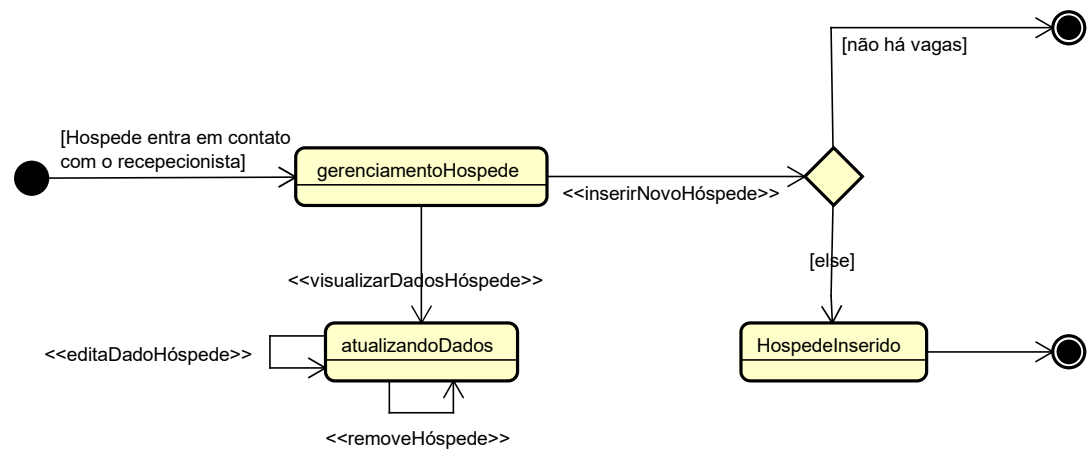 [não há vagas]
[Hospede entra em contato
com o recepecionista]
gerenciamentoHospede
<<inserirNovoHóspede>>
[else]
<<visualizarDadosHóspede>>
atualizandoDados
HospedeInserido
<<editaDadoHóspede>>
<<removeHóspede>>